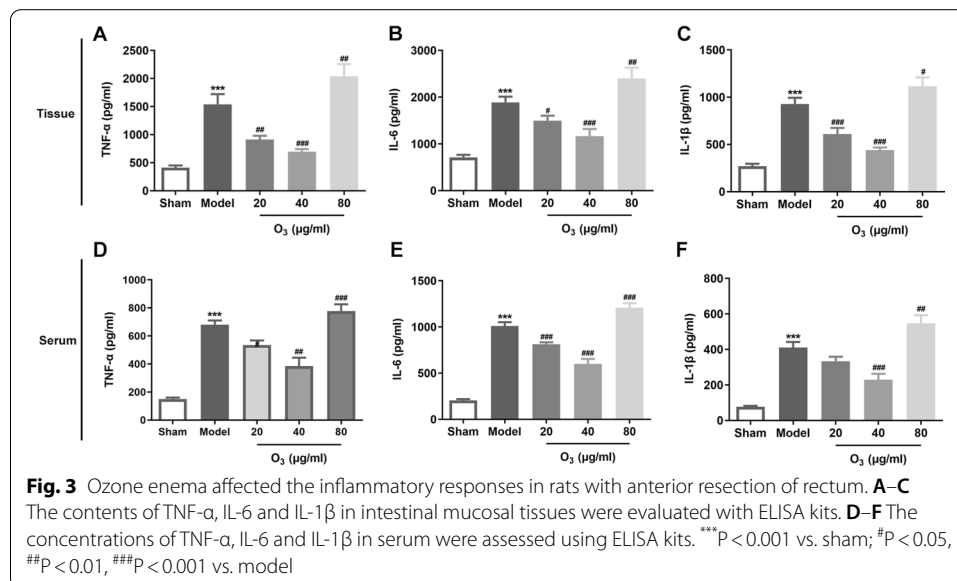 A
B
C
Tissue
TNF-α (pg/ml)
2500
2000
1500
1000
500
0
***
##
###
##
Sham Model 20 40 80
O3 (µg/ml)
IL-6 (pg/ml)
3000
2000
1000
0
***
#
###
##
Sham Model 20 40 80
O3 (µg/ml)
IL-1β (pg/ml)
1500
1000
500
0
***
###
###
#
Sham Model 20 40 80
O3 (µg/ml)
D
E
F
Serum
TNF-α (pg/ml)
1000
800
600
400
200
0
***
#
##
###
Sham Model 20 40 80
O3 (µg/ml)
IL-6 (pg/ml)
1500
1000
500
0
***
###
###
###
Sham Model 20 40 80
O3 (µg/ml)
IL-1β (pg/ml)
800
600
400
200
0
***
###
##
Sham Model 20 40 80
O3 (µg/ml)
Fig. 3 Ozone enema affected the inflammatory responses in rats with anterior resection of rectum. A–C
The contents of TNF-α, IL-6 and IL-1β in intestinal mucosal tissues were evaluated with ELISA kits. D–F The
concentrations of TNF-α, IL-6 and IL-1β in serum were assessed using ELISA kits. ***P < 0.001 vs. sham; #P < 0.05,
##P < 0.01, ###P < 0.001 vs. model